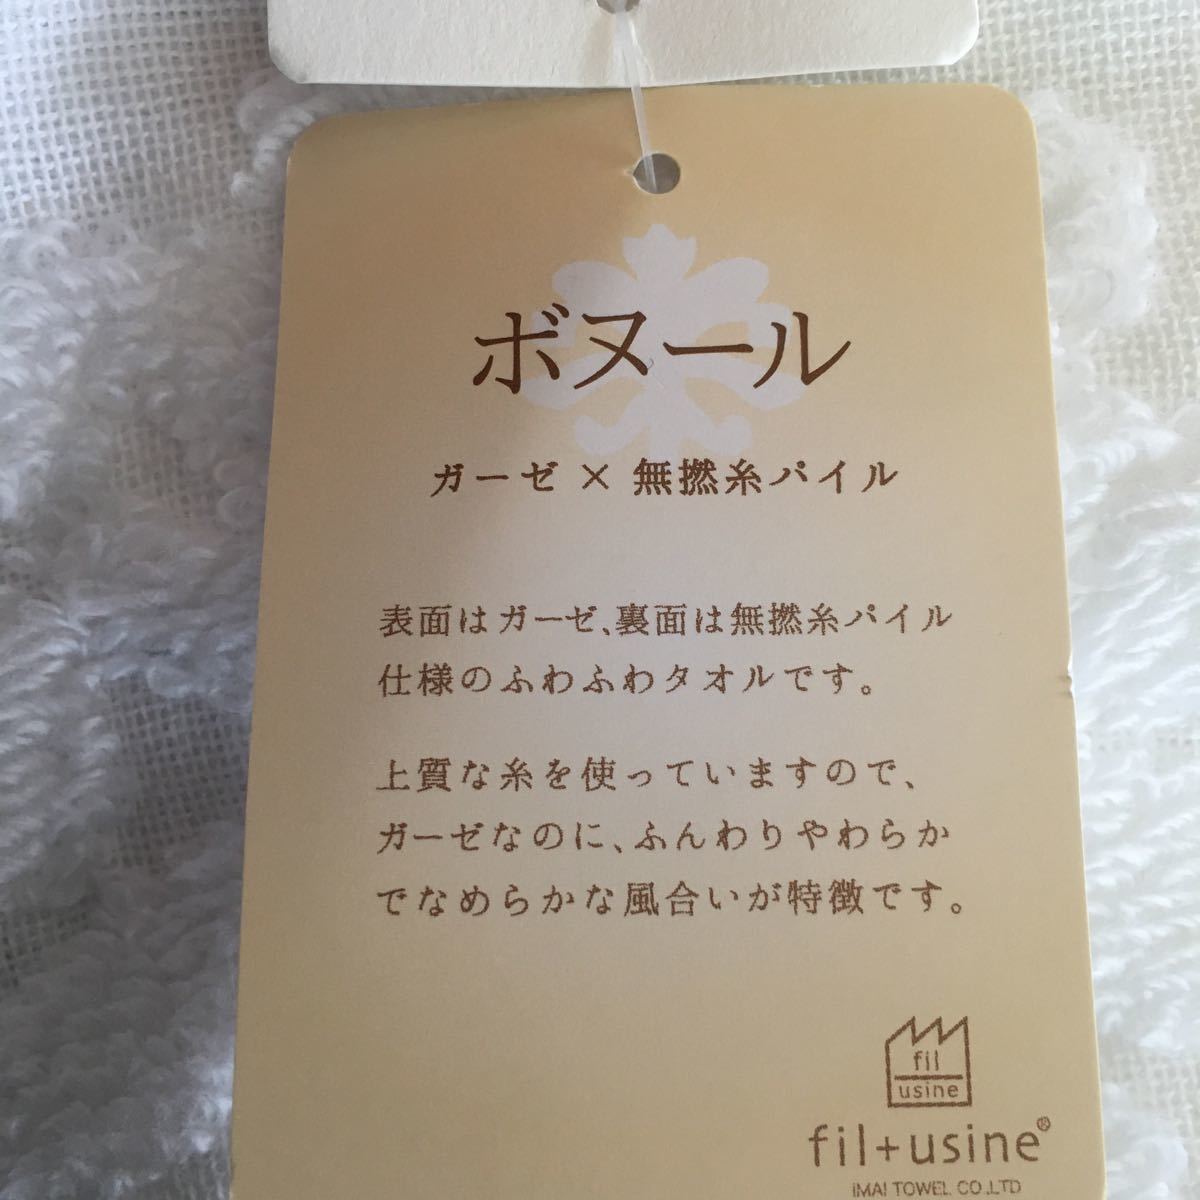 ボヌール
ガーゼ × 無撚糸パイル
表面はガーゼ、裏面は無撚糸パイル
仕様のふわふわタオルです。
上質な糸を使っていますので、
ガーゼなのに、ふんわりやわらか
でなめらかな風合いが特徴です。
fil
usine
fil+usine®
IMAI TOWEL CO.,LTD